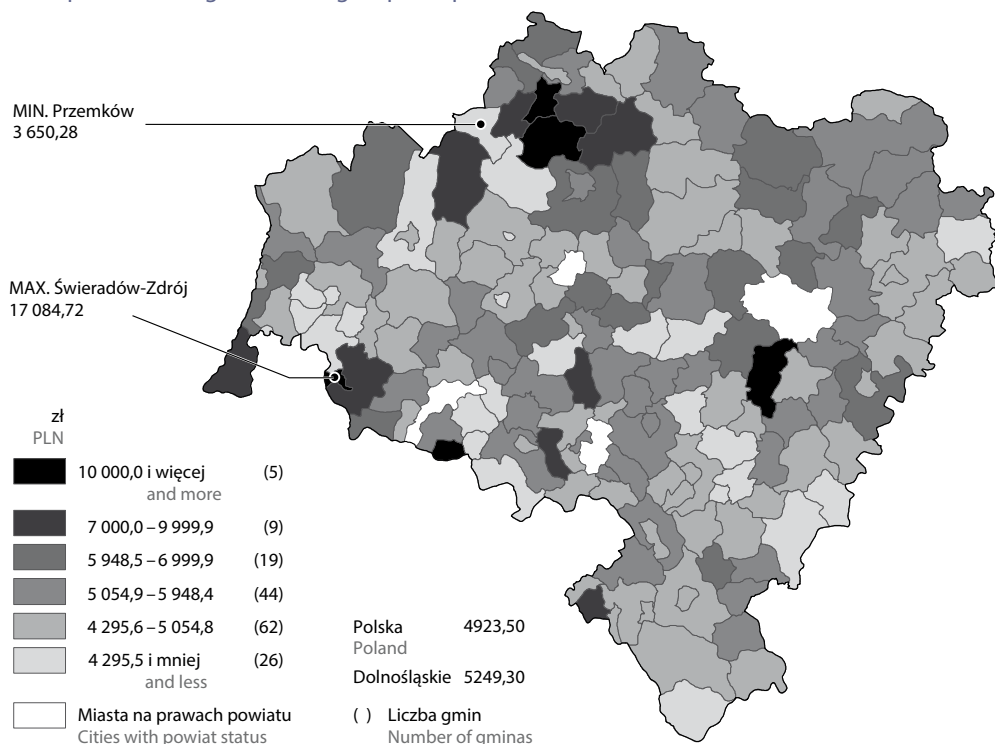 MIN. Przemków
3 650,28
MAX. Świeradów-Zdrój
17 084,72
zł
PLN
10 000,0 i więcej (5)
and more
7 000,0 – 9 999,9 (9)
5 948,5 – 6 999,9 (19)
5 054,9 – 5 948,4 (44)
4 295,6 – 5 054,8 (62)
4 295,5 i mniej (26)
and less
Miasta na prawach powiatu
Cities with powiat status
Polska 4923,50
Poland
Dolnośląskie 5249,30
( ) Liczba gmin
Number of gminas